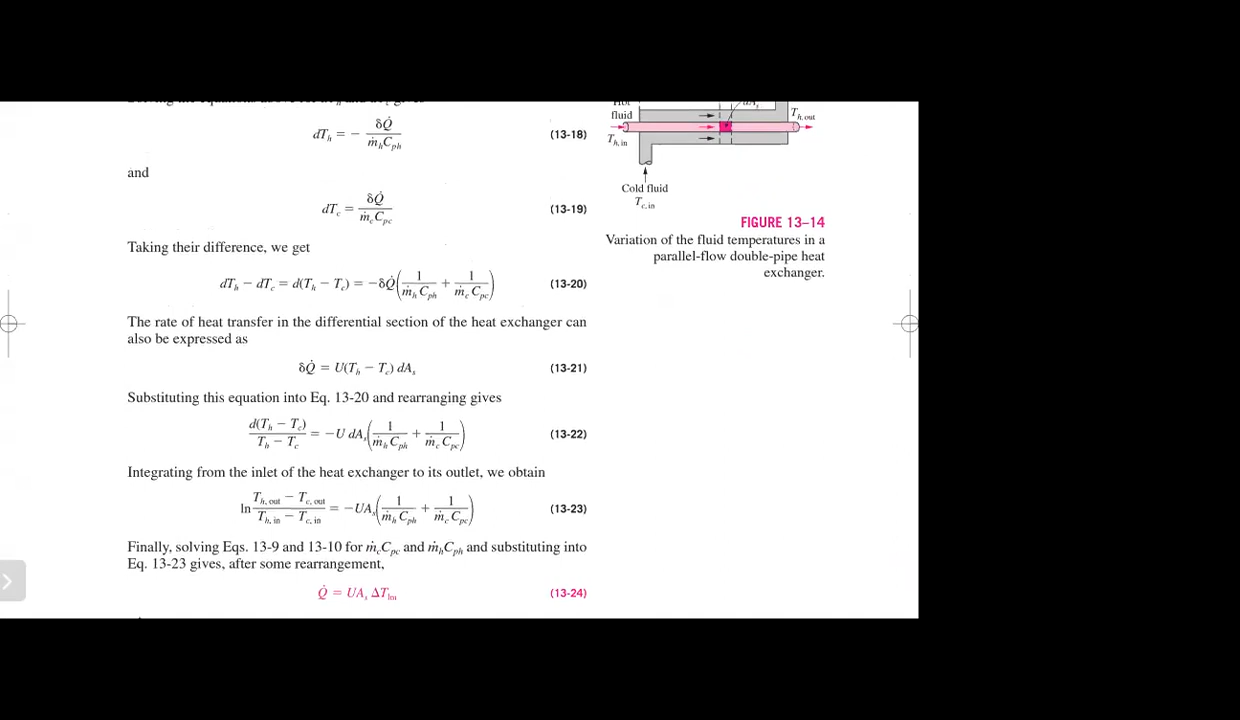 dT_h = − δQ̇ / ṁ_h C_ph (13-18)
and
dT_c = δQ̇ / ṁ_c C_pc (13-19)
Taking their difference, we get
dT_h − dT_c = d(T_h − T_c) = −δQ̇(1 / ṁ_h C_ph + 1 / ṁ_c C_pc) (13-20)
The rate of heat transfer in the differential section of the heat exchanger can
also be expressed as
δQ̇ = U(T_h − T_c) dA_s (13-21)
Substituting this equation into Eq. 13-20 and rearranging gives
d(T_h − T_c) / T_h − T_c = −U dA_s(1 / ṁ_h C_ph + 1 / ṁ_c C_pc) (13-22)
Integrating from the inlet of the heat exchanger to its outlet, we obtain
ln T_h, out − T_c, out / T_h, in − T_c, in = −UA_s(1 / ṁ_h C_ph + 1 / ṁ_c C_pc) (13-23)
Finally, solving Eqs. 13-9 and 13-10 for ṁ_cC_pc and ṁ_hC_ph and substituting into
Eq. 13-23 gives, after some rearrangement,
Q̇ = UA_s ΔT_lm (13-24)
fluid
T_h, in
T_h, out
Cold fluid
T_c, in
FIGURE 13–14
Variation of the fluid temperatures in a
parallel-flow double-pipe heat
exchanger.